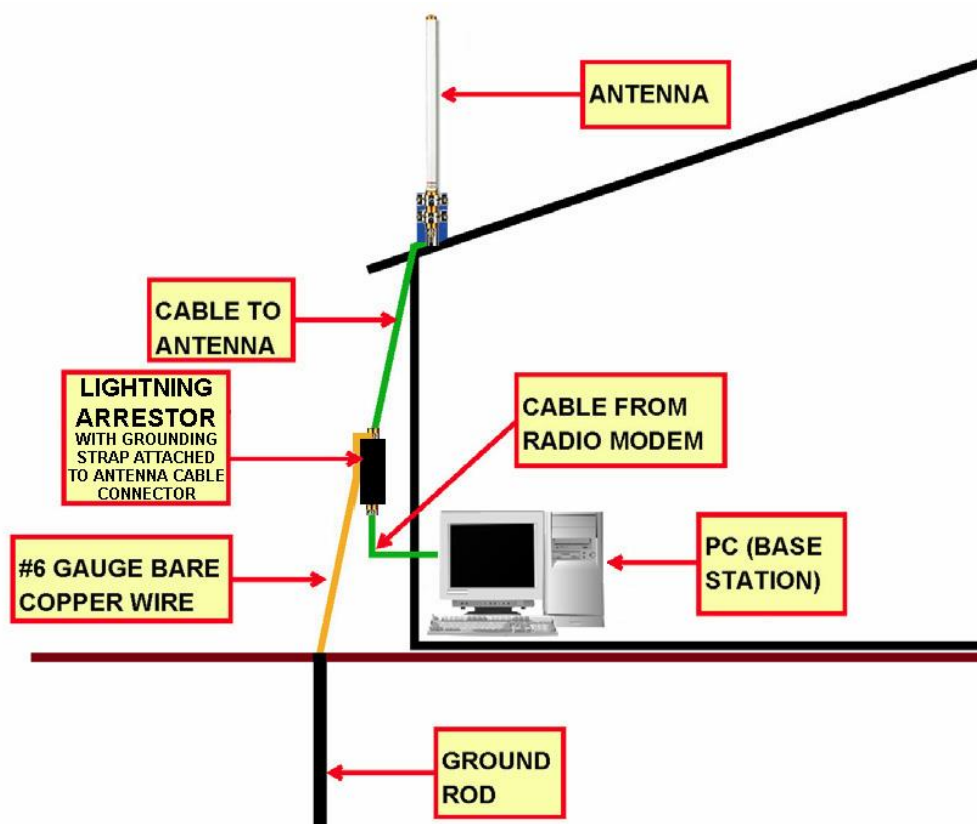 ANTENNA
CABLE TO
ANTENNA
LIGHTNING
ARRESTOR
WITH GROUNDING
STRAP ATTACHED
TO ANTENNA CABLE
CONNECTOR
CABLE FROM
RADIO MODEM
#6 GAUGE BARE
COPPER WIRE
PC (BASE
STATION)
GROUND
ROD